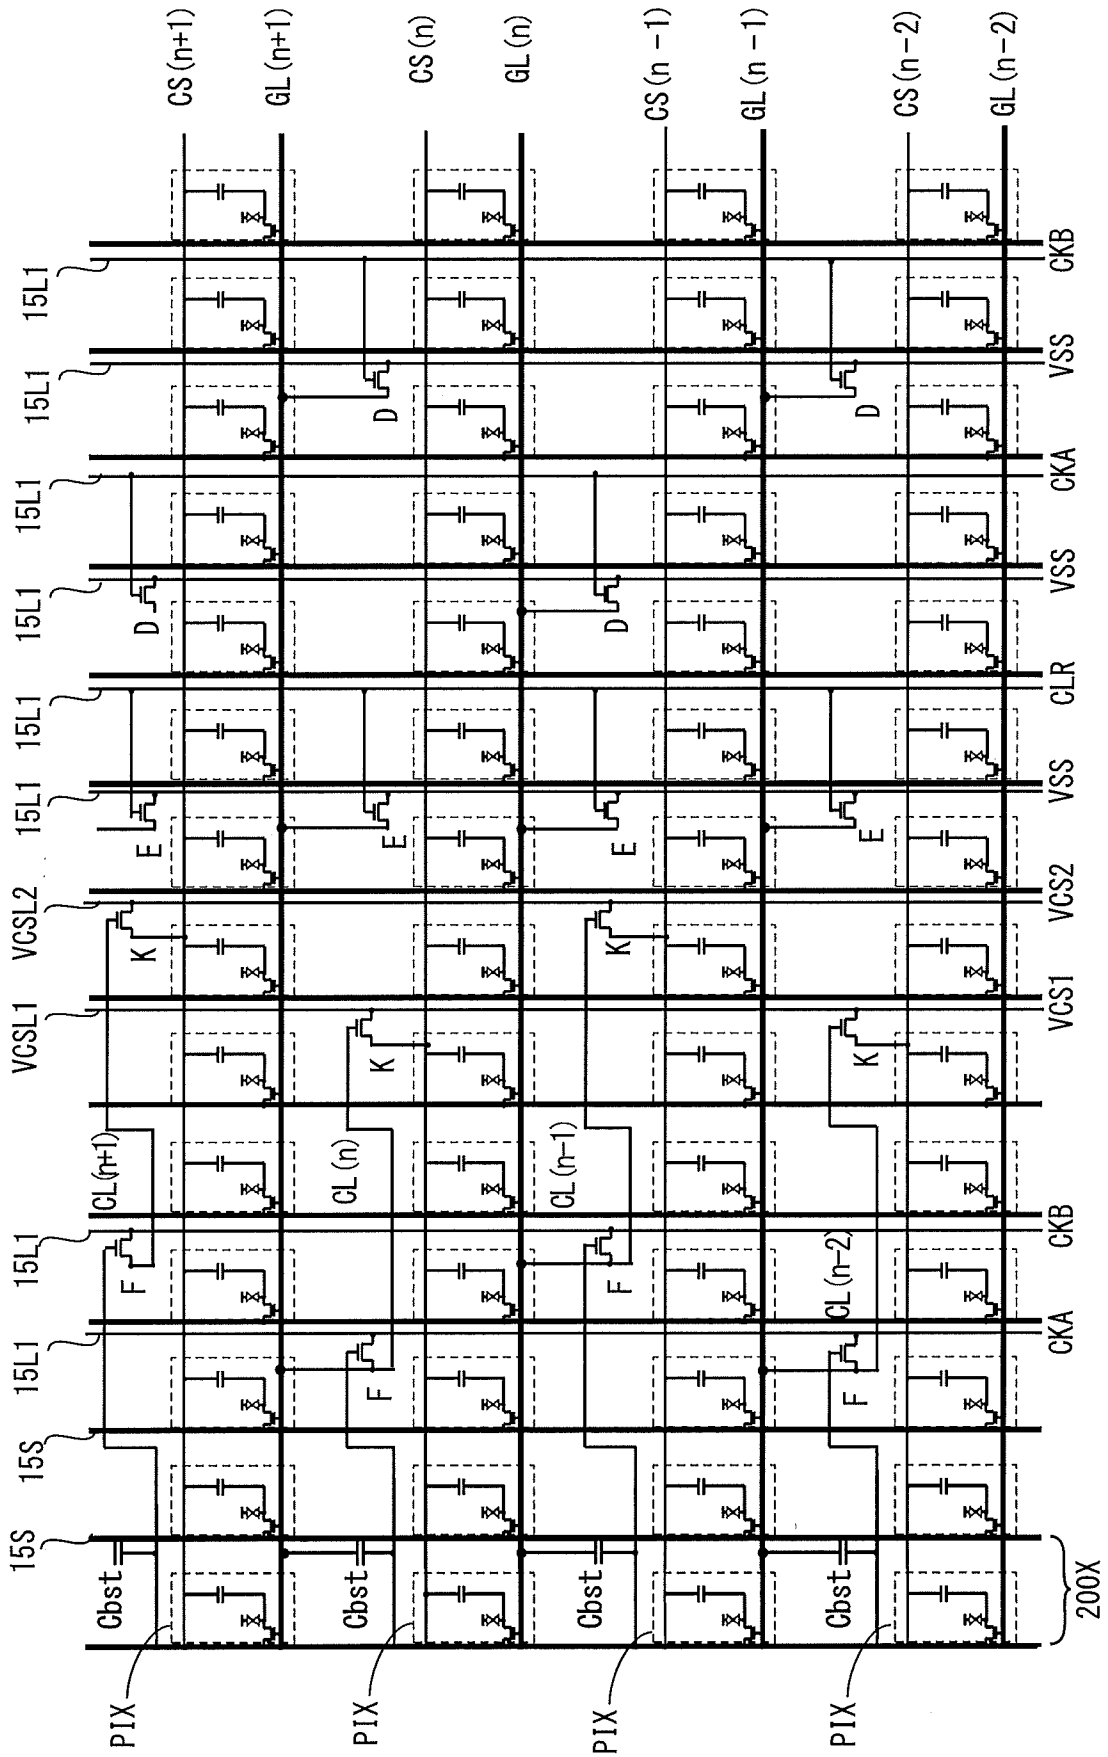 CS(n+1)
GL(n+1)
CS(n)
GL(n)
CS(n-1)
GL(n-1)
CS(n-2)
GL(n-2)
15S
15S
15L1
15L1
VCSL1
VCSL2
15L1
15L1
15L1
15L1
15L1
15L1
Cbst
F
CL(n+1)
K
E
D
Cbst
F
CL(n)
K
E
D
Cbst
F
CL(n-1)
K
E
D
Cbst
F
CL(n-2)
K
E
D
PIX
PIX
PIX
PIX
200X
CKA
CKB
VCS1
VCS2
VSS
CLR
VSS
CKA
VSS
CKB